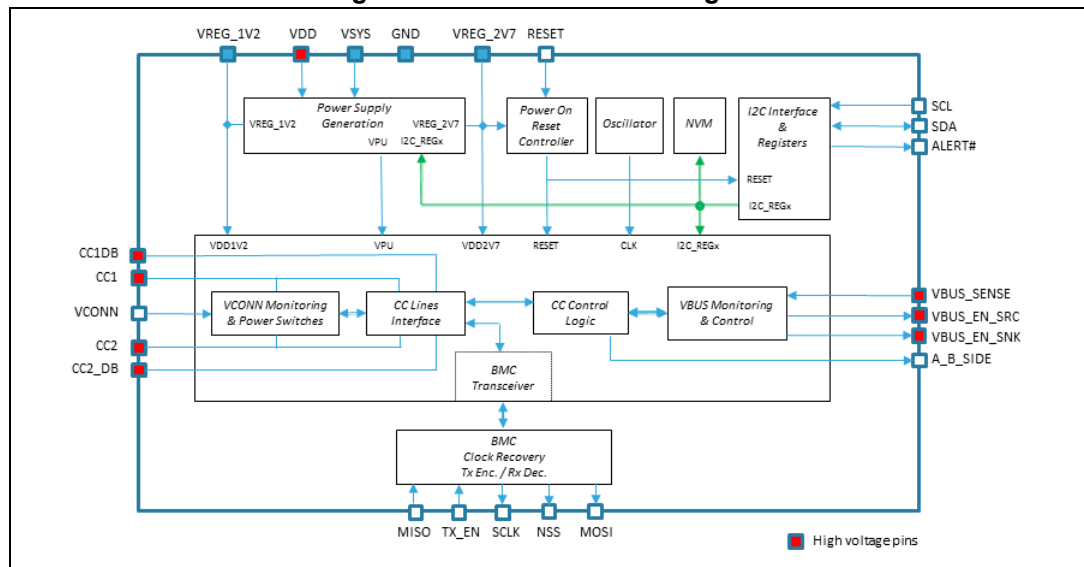 VREG_1V2 VDD VSYS GND VREG_2V7 RESET
Power Supply
Generation
VREG_1V2
VREG_2V7
VPU
I2C_REGx
Power On
Reset
Controller
Oscillator
NVM
I2C Interface
&
Registers
RESET
I2C_REGx
SCL
SDA
ALERT#
VDD1V2 VPU VDD2V7 RESET CLK I2C_REGx
CC1DB
CC1
VCONN
CC2
CC2_DB
VCONN Monitoring
& Power Switches
CC Lines
Interface
CC Control
Logic
VBUS Monitoring
& Control
VBUS_SENSE
VBUS_EN_SRC
VBUS_EN_SNK
A_B_SIDE
BMC
Transceiver
BMC
Clock Recovery
Tx Enc. / Rx Dec.
MISO TX_EN SCLK NSS MOSI
High voltage pins